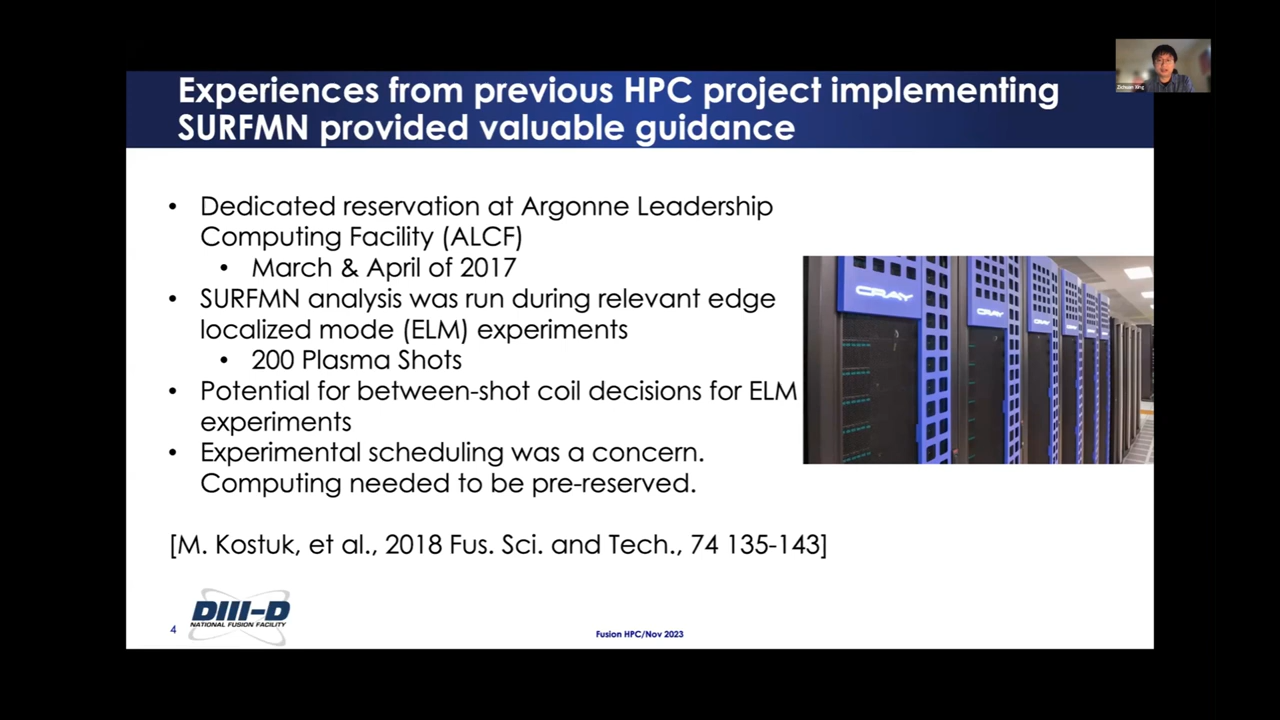 Experiences from previous HPC project implementing
SURFMN provided valuable guidance
• Dedicated reservation at Argonne Leadership
Computing Facility (ALCF)
• March & April of 2017
• SURFMN analysis was run during relevant edge
localized mode (ELM) experiments
• 200 Plasma Shots
• Potential for between-shot coil decisions for ELM
experiments
• Experimental scheduling was a concern.
Computing needed to be pre-reserved.
[M. Kostuk, et al., 2018 Fus. Sci. and Tech., 74 135-143]
CRAY
CRAY
CRAY
CRAY
4
DIII-D
NATIONAL FUSION FACILITY
Fusion HPC/Nov 2023